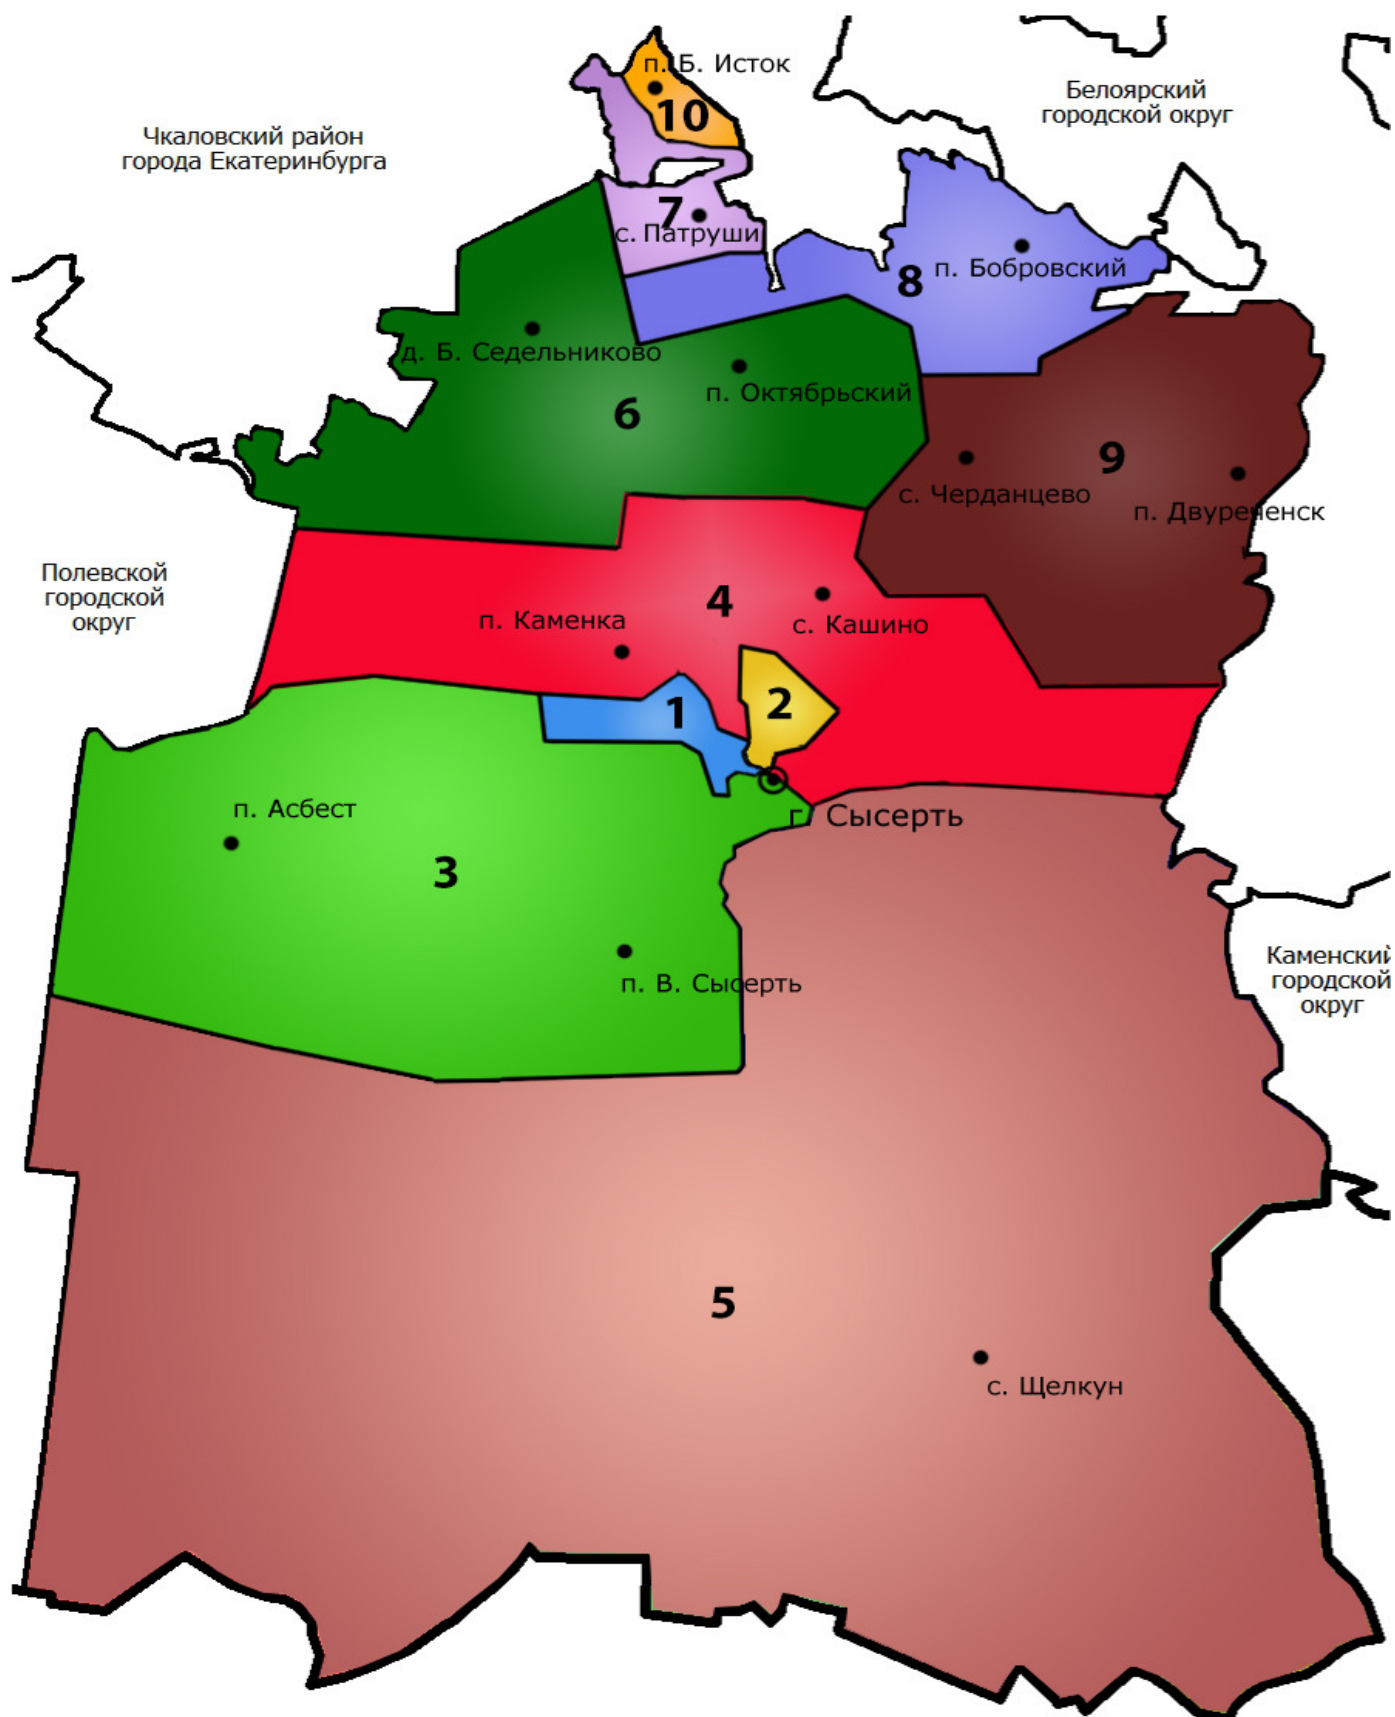 п. Б. Исток
10
Белоярский
городской округ
Чкаловский район
города Екатеринбурга
7
с. Патруши
8
п. Бобровский
д. Б. Седельниково
п. Октябрьский
6
9
с. Черданцево
п. Двуреченск
Полевской
городской
округ
4
п. Каменка
с. Кашино
1
2
г. Сысерть
п. Асбест
3
п. В. Сысерть
Каменский
городской
округ
5
с. Щелкун